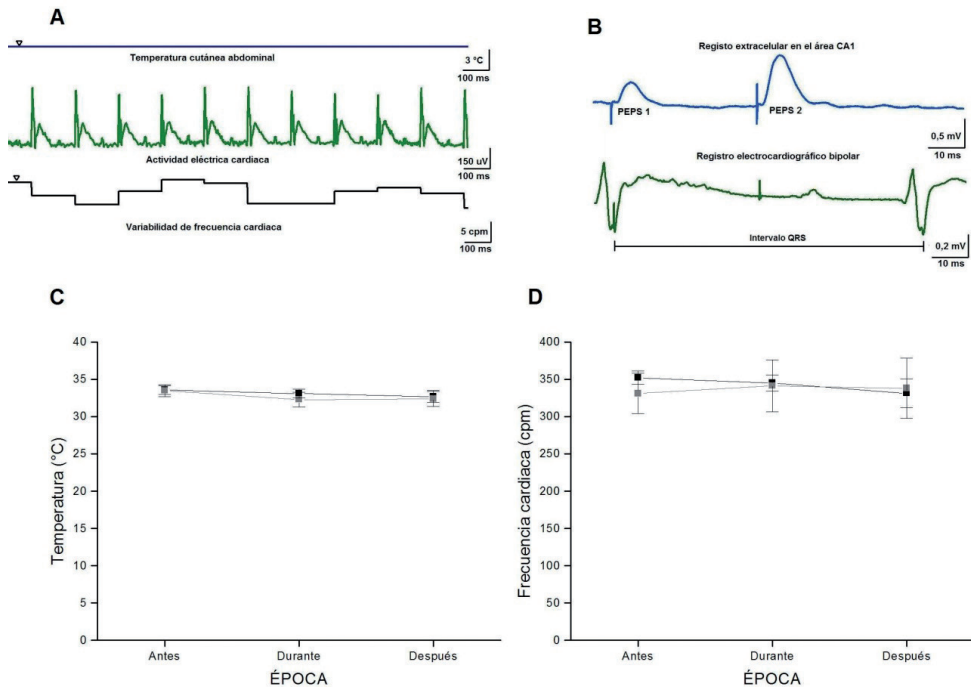 A
Temperatura cutánea abdominal
3 °C
100 ms
Actividad eléctrica cardiaca
150 uV
100 ms
Variabilidad de frecuencia cardiaca
5 cpm
100 ms
B
Registo extracelular en el área CA1
PEPS 1
PEPS 2
0,5 mV
10 ms
Registro electrocardiográfico bipolar
Intervalo QRS
0,2 mV
10 ms
C
40
35
30
25
20
15
10
5
0
Temperatura (°C)
Antes
Durante
Después
ÉPOCA
D
400
350
300
250
200
150
100
50
0
Frecuencia cardiaca (cpm)
Antes
Durante
Después
ÉPOCA